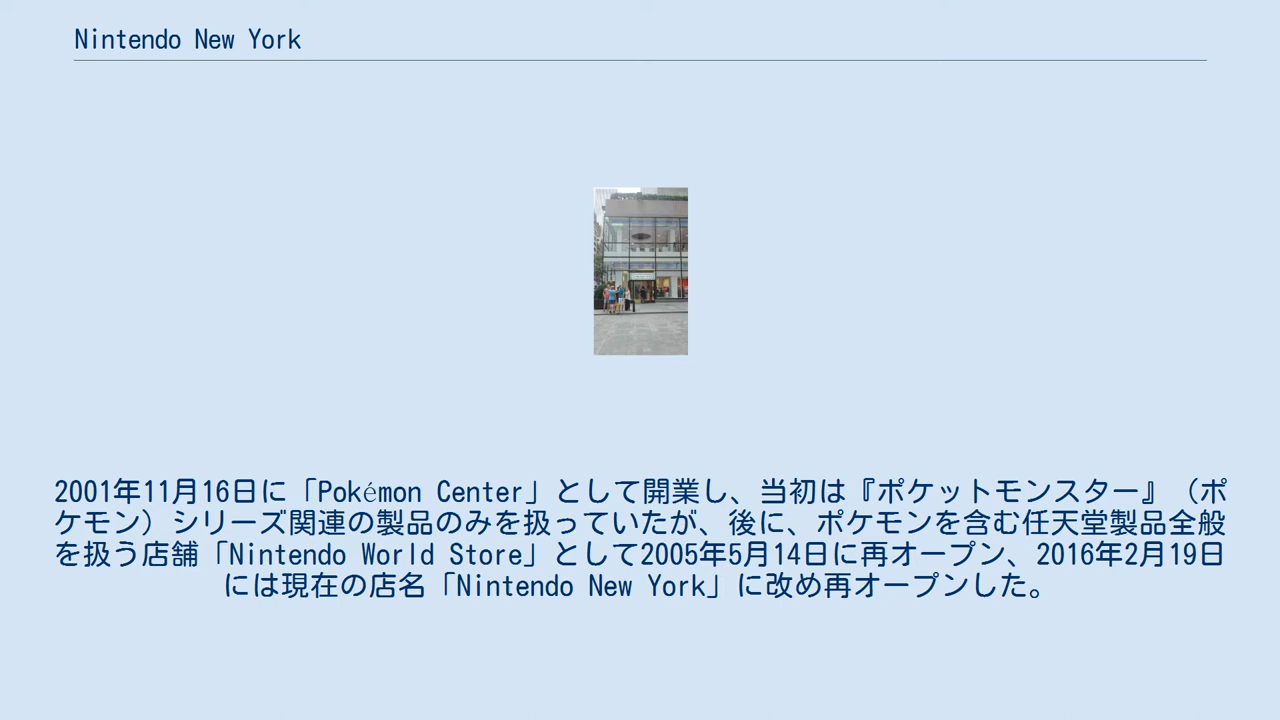 Nintendo New York
2001年11月16日に「Pokémon Center」として開業し、当初は『ポケットモンスター』（ポ
ケモン）シリーズ関連の製品のみを扱っていたが、後に、ポケモンを含む任天堂製品全般
を扱う店舗「Nintendo World Store」として2005年5月14日に再オープン、2016年2月19日
には現在の店名「Nintendo New York」に改め再オープンした。